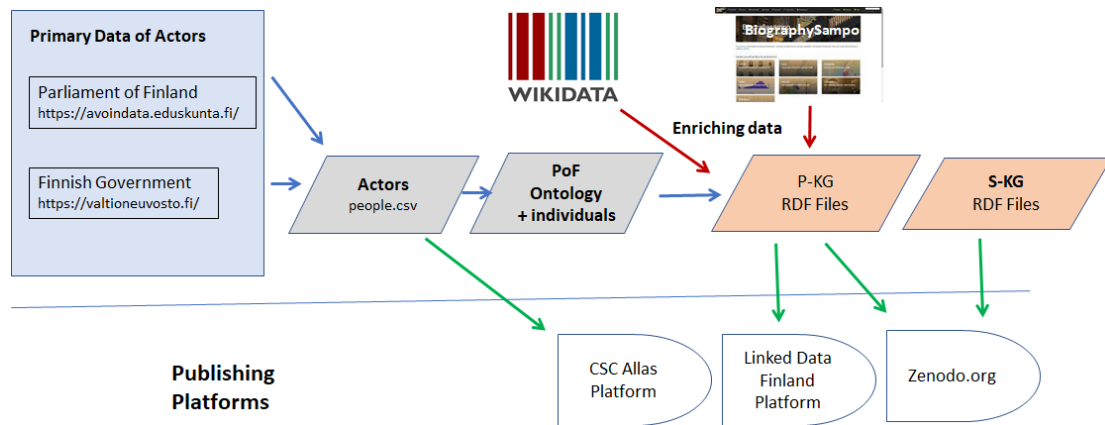 Primary Data of Actors
Parliament of Finland
https://avoindata.eduskunta.fi/
Finnish Government
https://valtioneuvosto.fi/
WIKIDATA
BiographySampo
Enriching data
Actors
people.csv
PoF
Ontology
+ individuals
P-KG
RDF Files
S-KG
RDF Files
Publishing
Platforms
CSC Allas
Platform
Linked Data
Finland
Platform
Zenodo.org